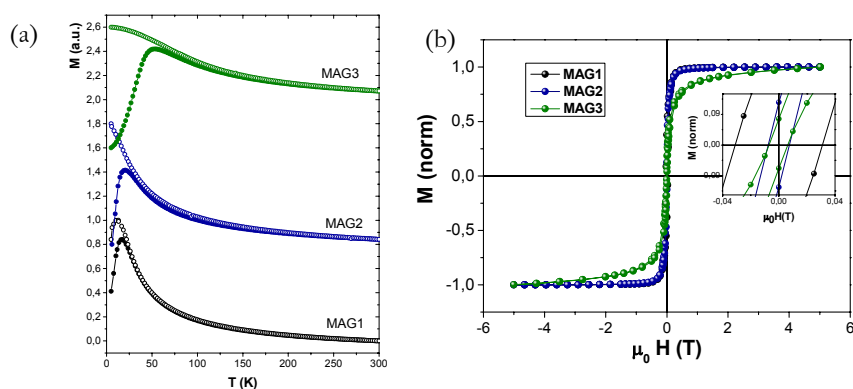 (a)
M (a.u.)
2,6
2,4
2,2
2,0
1,8
1,6
1,4
1,2
1,0
0,8
0,6
0,4
0,2
0,0
MAG3
MAG2
MAG1
0 50 100 150 200 250 300
T (K)
(b)
M (norm)
1,0
0,5
0,0
-0,5
-1,0
MAG1
MAG2
MAG3
M (norm)
0,09
0,00
-0,04 0,00 0,04
μ₀H(T)
-6 -4 -2 0 2 4 6
μ₀ H (T)